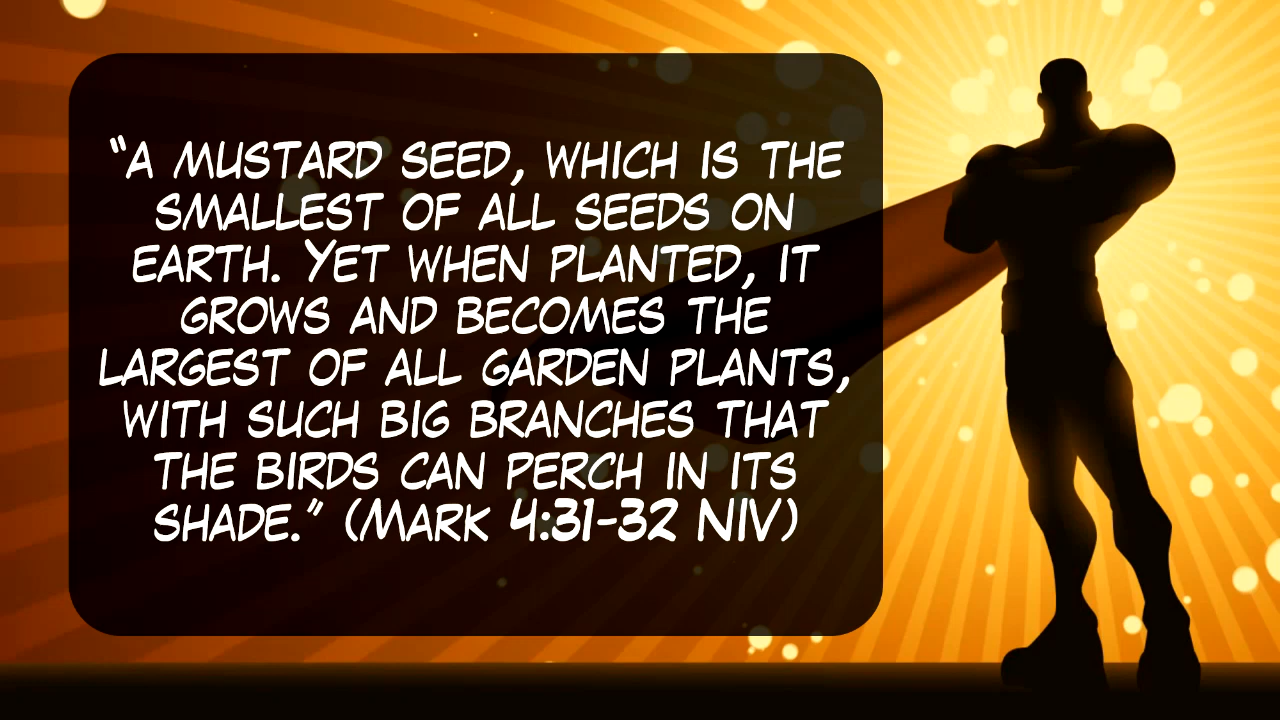 “A MUSTARD SEED, WHICH IS THE
SMALLEST OF ALL SEEDS ON
EARTH. YET WHEN PLANTED, IT
GROWS AND BECOMES THE
LARGEST OF ALL GARDEN PLANTS,
WITH SUCH BIG BRANCHES THAT
THE BIRDS CAN PERCH IN ITS
SHADE.” (MARK 4:31-32 NIV)